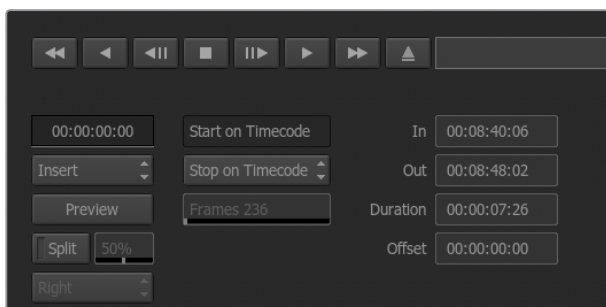 00:00:00:00 Start on Timecode In 00:08:40:06
Insert Stop on Timecode Out 00:08:48:02
Preview Frames 236 Duration 00:00:07:26
Split 50% Offset 00:00:00:00
Right